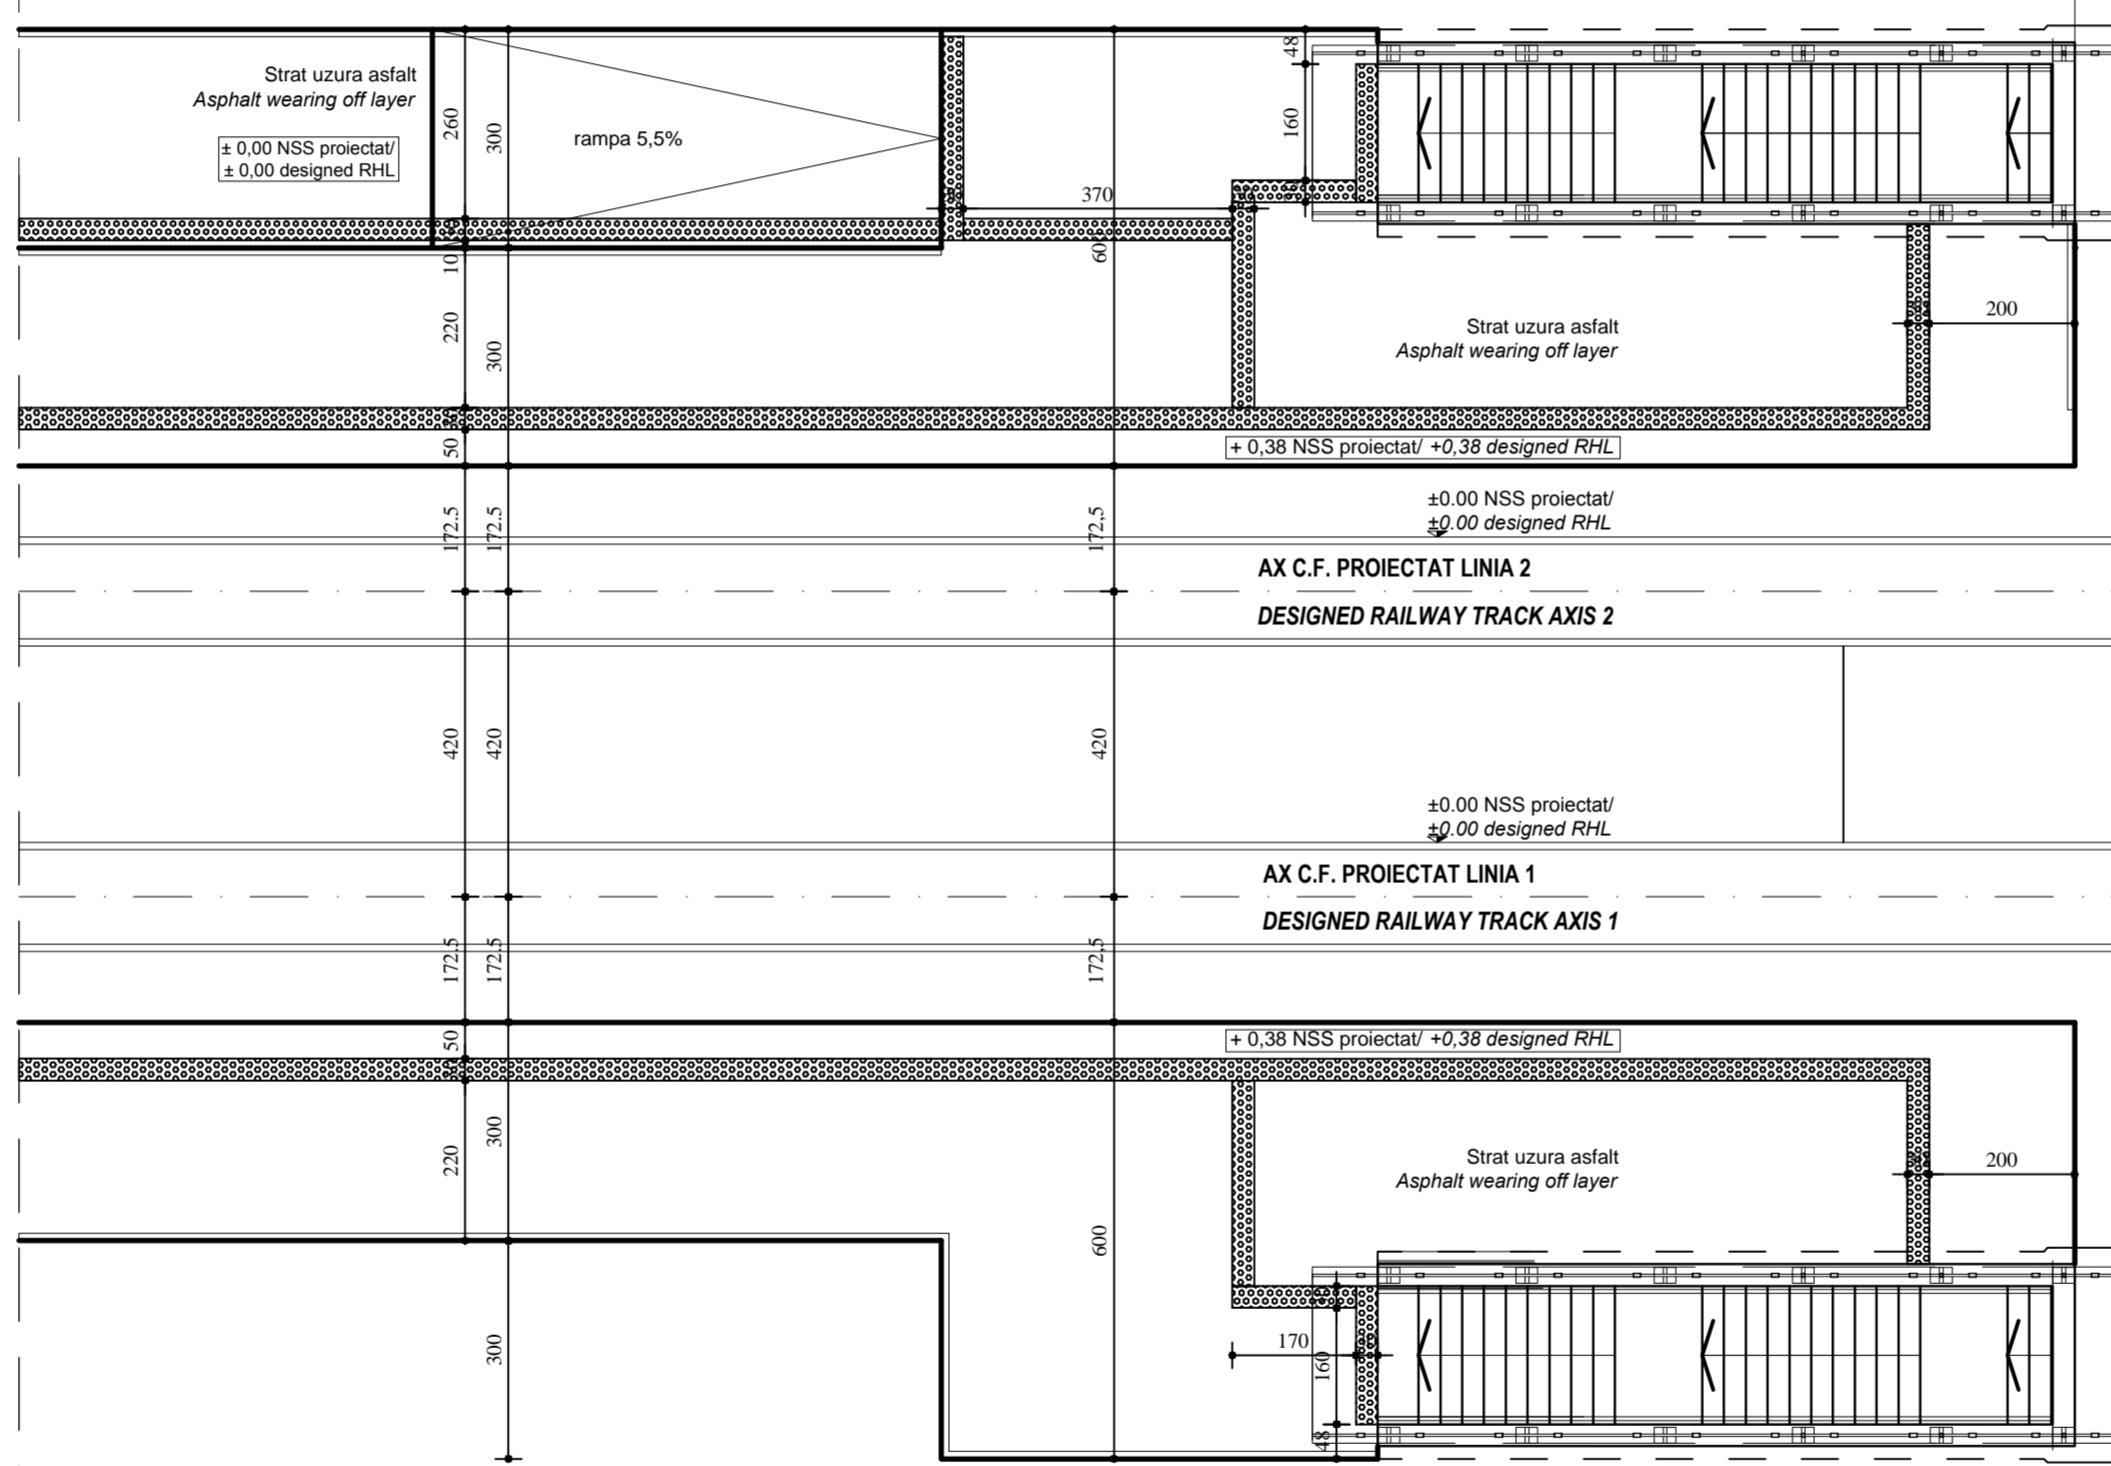 Strat uzura asfalt
Asphalt wearing off layer
± 0,00 NSS proiectat/
± 0,00 designed RHL
rampa 5,5%
260
300
48
160
370
600
10
220
300
50
Strat uzura asfalt
Asphalt wearing off layer
200
+ 0,38 NSS proiectat/ +0,38 designed RHL
172.5
172.5
172,5
±0.00 NSS proiectat/
±0.00 designed RHL
AX C.F. PROIECTAT LINIA 2
DESIGNED RAILWAY TRACK AXIS 2
420
420
420
±0.00 NSS proiectat/
±0.00 designed RHL
AX C.F. PROIECTAT LINIA 1
DESIGNED RAILWAY TRACK AXIS 1
172.5
172.5
172,5
50
+ 0,38 NSS proiectat/ +0,38 designed RHL
300
220
600
Strat uzura asfalt
Asphalt wearing off layer
200
300
170
160
48